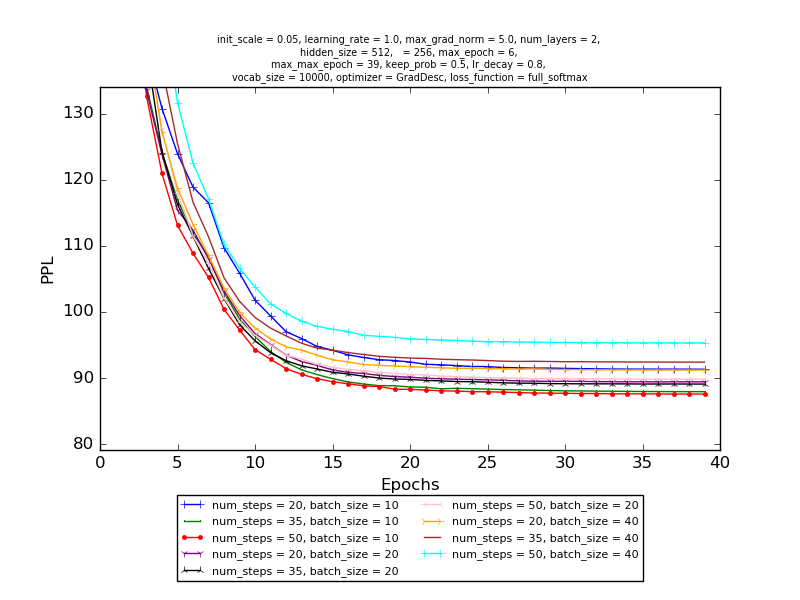 init_scale = 0.05, learning_rate = 1.0, max_grad_norm = 5.0, num_layers = 2,
hidden_size = 512,   = 256, max_epoch = 6,
max_max_epoch = 39, keep_prob = 0.5, lr_decay = 0.8,
vocab_size = 10000, optimizer = GradDesc, loss_function = full_softmax
130
120
110
100
90
80
PPL
0 5 10 15 20 25 30 35 40
Epochs
num_steps = 20, batch_size = 10
num_steps = 35, batch_size = 10
num_steps = 50, batch_size = 10
num_steps = 20, batch_size = 20
num_steps = 35, batch_size = 20
num_steps = 50, batch_size = 20
num_steps = 20, batch_size = 40
num_steps = 35, batch_size = 40
num_steps = 50, batch_size = 40